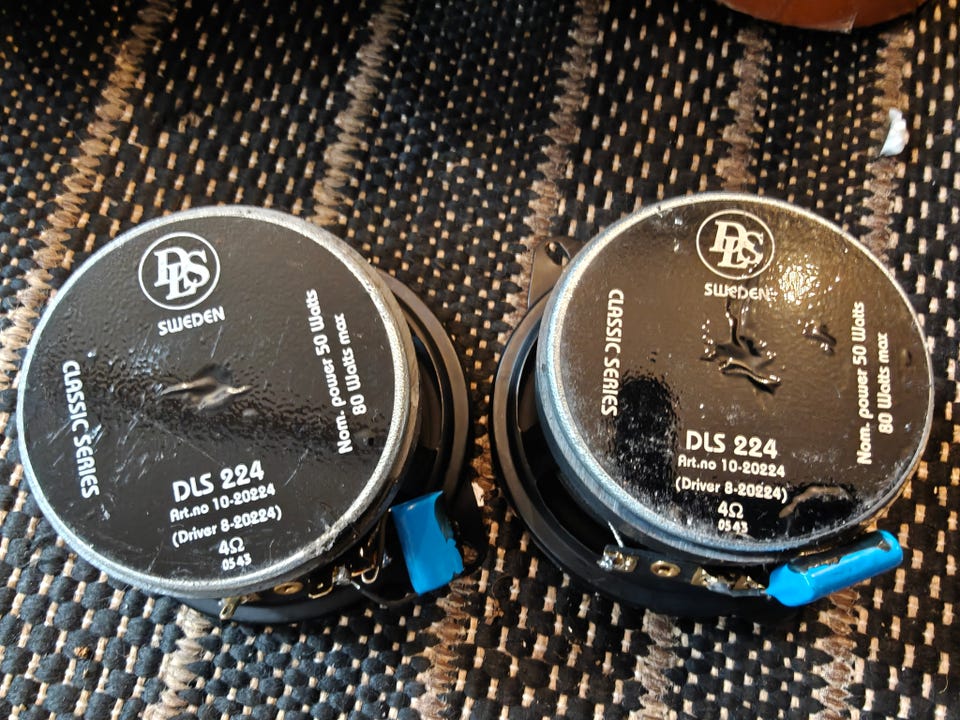 DLS
SWEDEN
CLASSIC SERIES
Nom. power 50 Watts
80 Watts max
DLS 224
Art.no 10-20224
(Driver 8-20224)
4Ω
0543
DLS
SWEDEN
CLASSIC SERIES
Nom. power 50 Watts
80 Watts max
DLS 224
Art.no 10-20224
(Driver 8-20224)
4Ω
0543